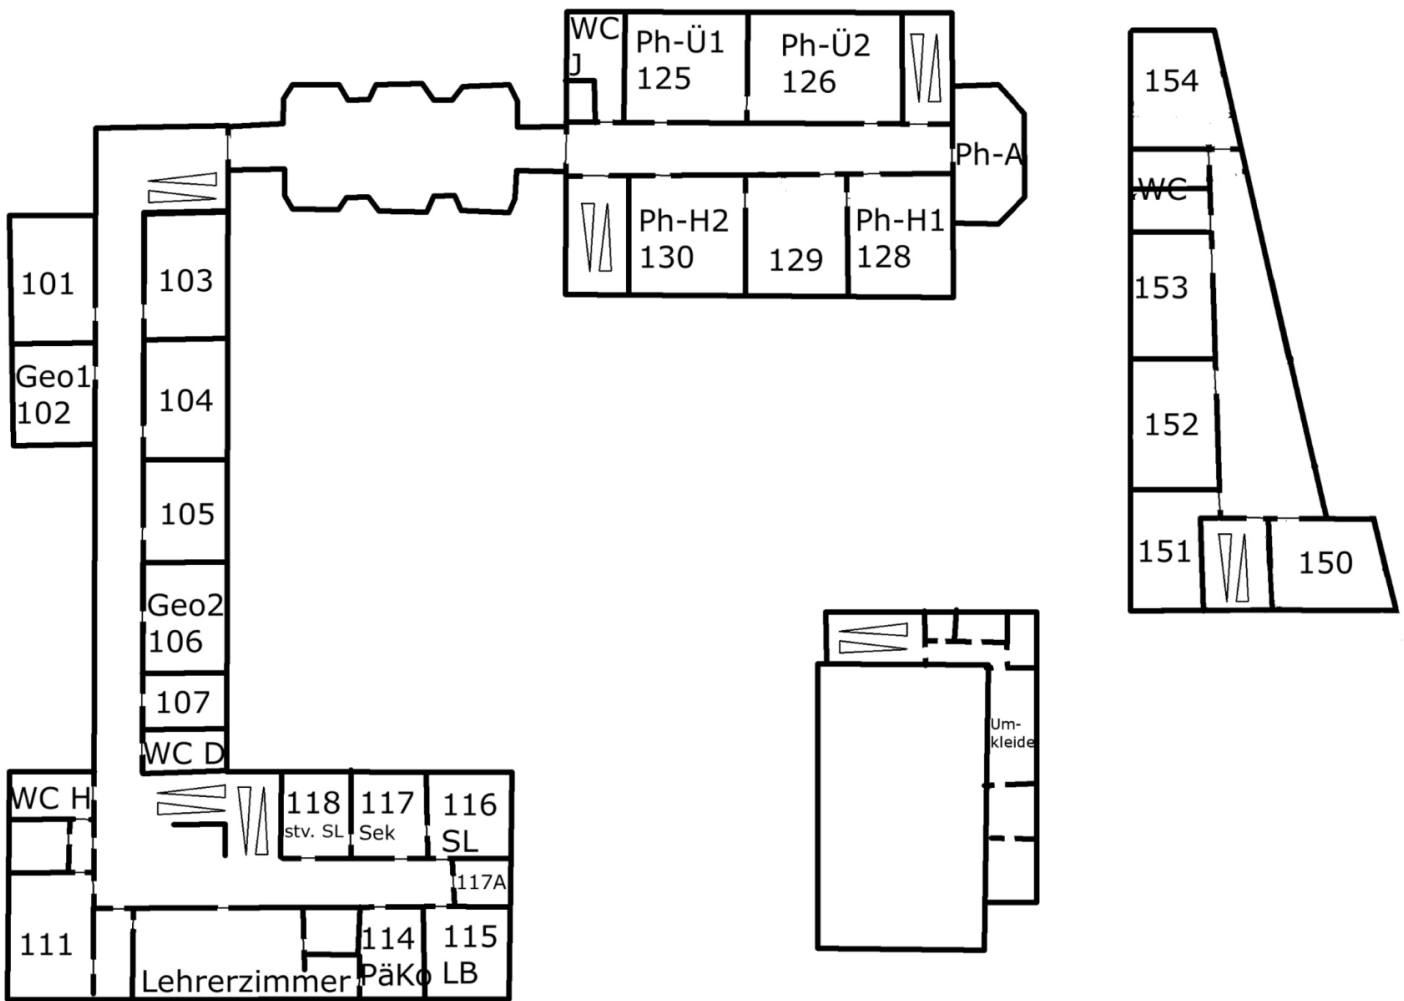 WC
J
Ph-Ü1
125
Ph-Ü2
126
Ph-A
Ph-H2
130
129
Ph-H1
128
154
WC
153
152
151
150
101
Geo1
102
103
104
105
Geo2
106
107
WC D
WC H
118
stv. SL
117
Sek
116
SL
117A
111
Lehrerzimmer
114
PäKo
115
LB
Um-
kleide